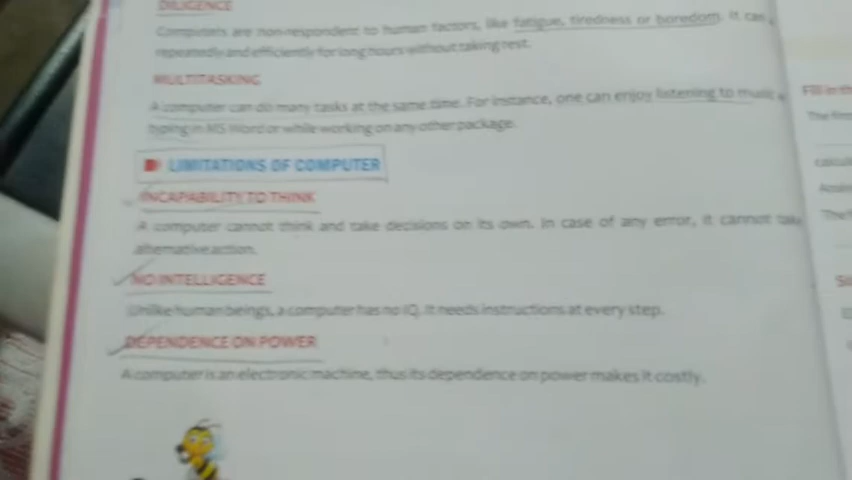 DILIGENCE
Computers are non-respondent to human factors, like fatigue, tiredness or boredom. It can
repeatedly and efficiently for long hours without taking rest.
MULTITASKING
A computer can do many tasks at the same time. For instance, one can enjoy listening to music
typing in MS Word or while working on any other package.
LIMITATIONS OF COMPUTER
INCAPABILITY TO THINK
A computer cannot think and take decisions on its own. In case of any error, it cannot
alternative action.
NO INTELLIGENCE
Unlike human beings, a computer has no IQ. It needs instructions at every step.
DEPENDENCE ON POWER
A computer is an electronic machine, thus its dependence on power makes it costly.
Fill in
The
The